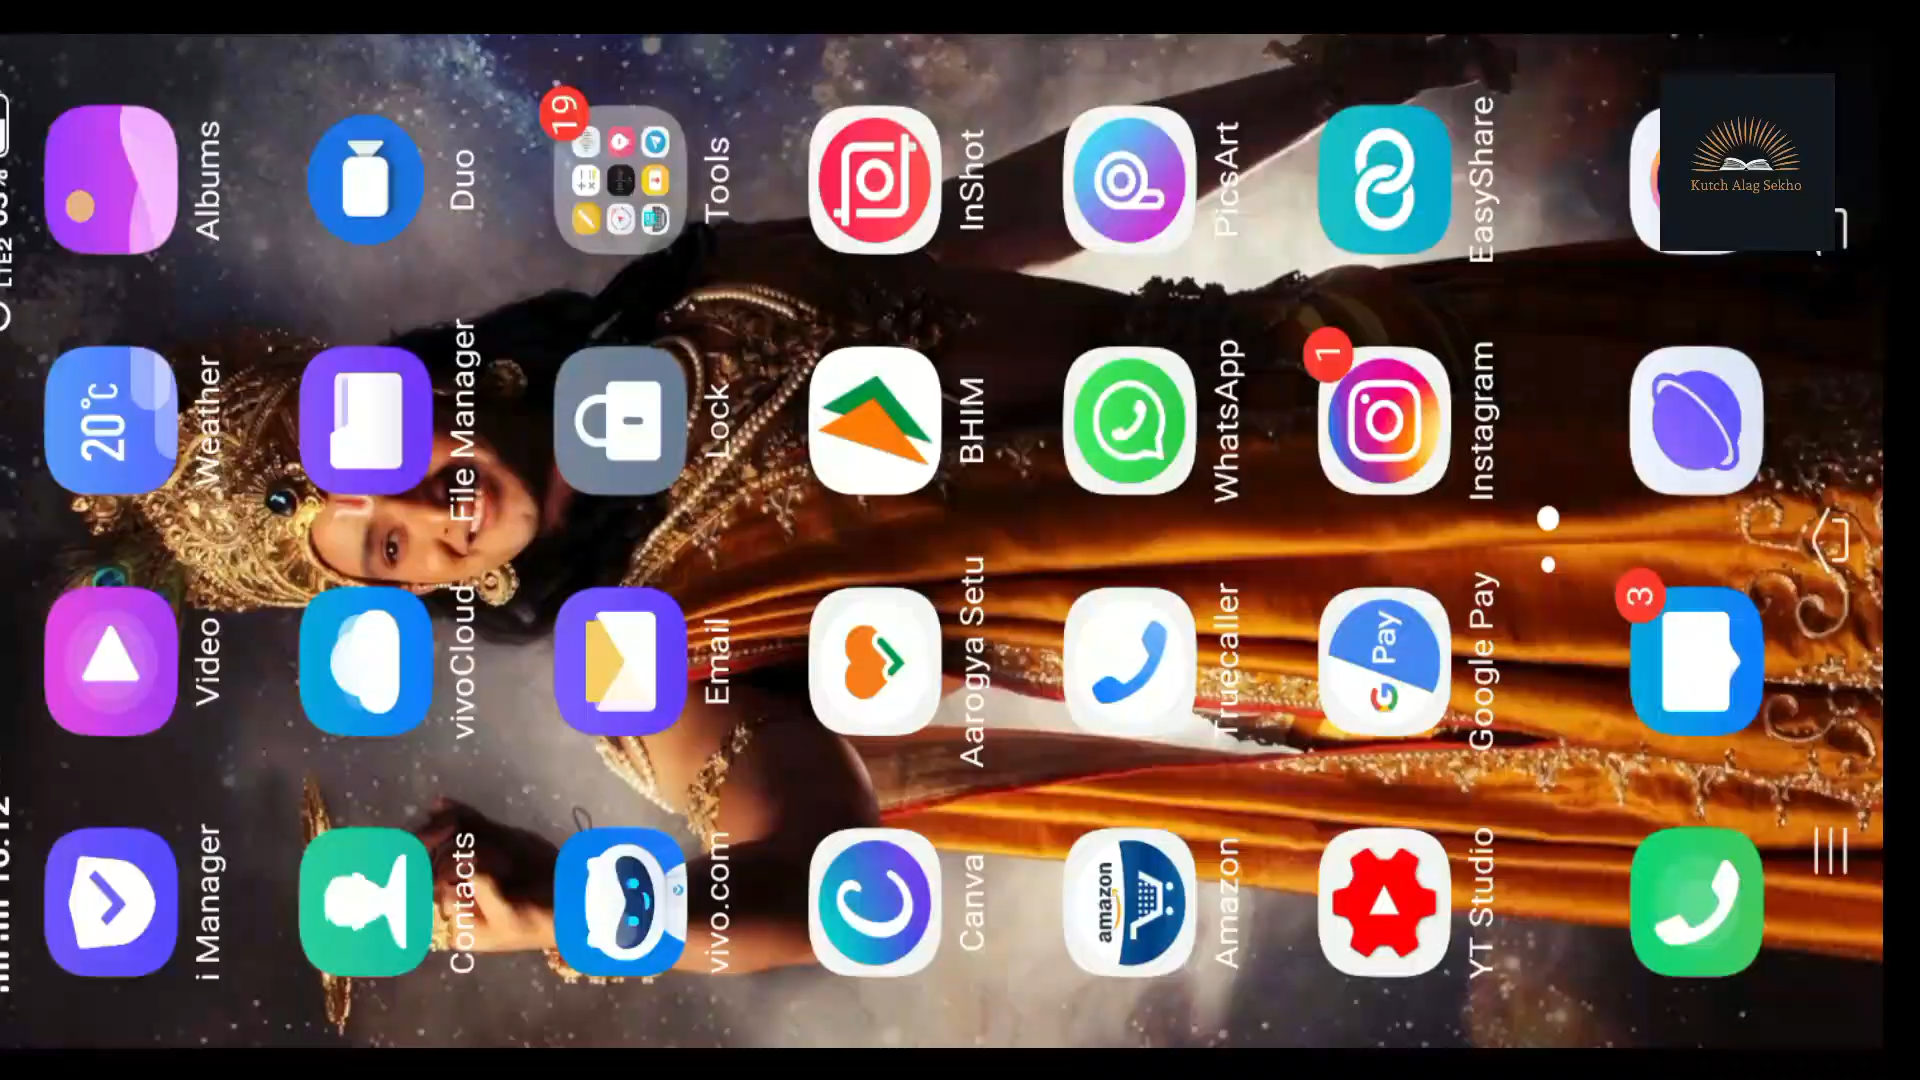 20°C
i Manager Video Weather Albums
Contacts vivoCloud File Manager Duo
19
vivo.com Email Lock Tools
Canva Aarogya Setu BHIM InShot
amazon
Amazon Truecaller WhatsApp PicsArt
1
G Pay
YT Studio Google Pay Instagram EasyShare
3
Kutch Alag Sekho